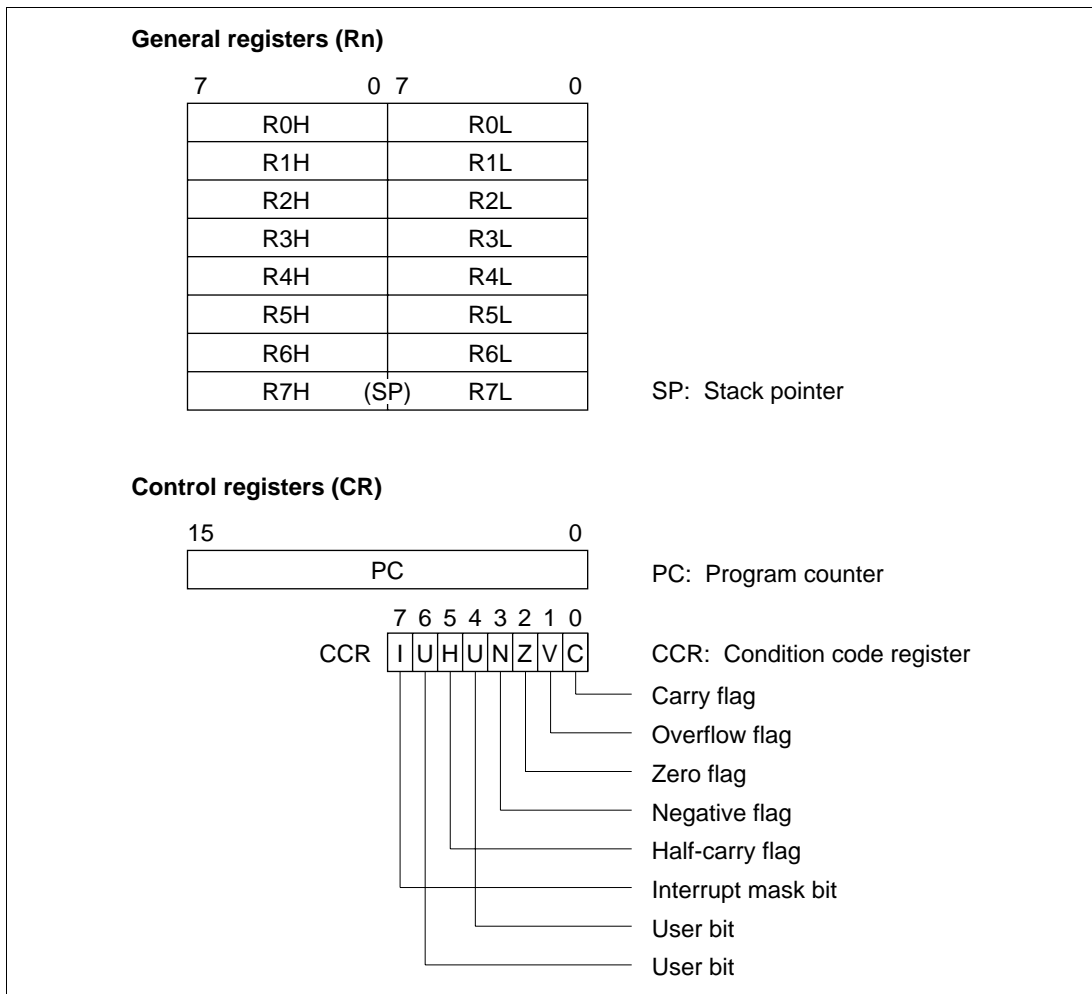 General registers (Rn)
7 0 7 0
R0H R0L
R1H R1L
R2H R2L
R3H R3L
R4H R4L
R5H R5L
R6H R6L
R7H (SP) R7L SP: Stack pointer
Control registers (CR)
15 0
PC PC: Program counter
7 6 5 4 3 2 1 0
CCR I U H U N Z V C CCR: Condition code register
Carry flag
Overflow flag
Zero flag
Negative flag
Half-carry flag
Interrupt mask bit
User bit
User bit